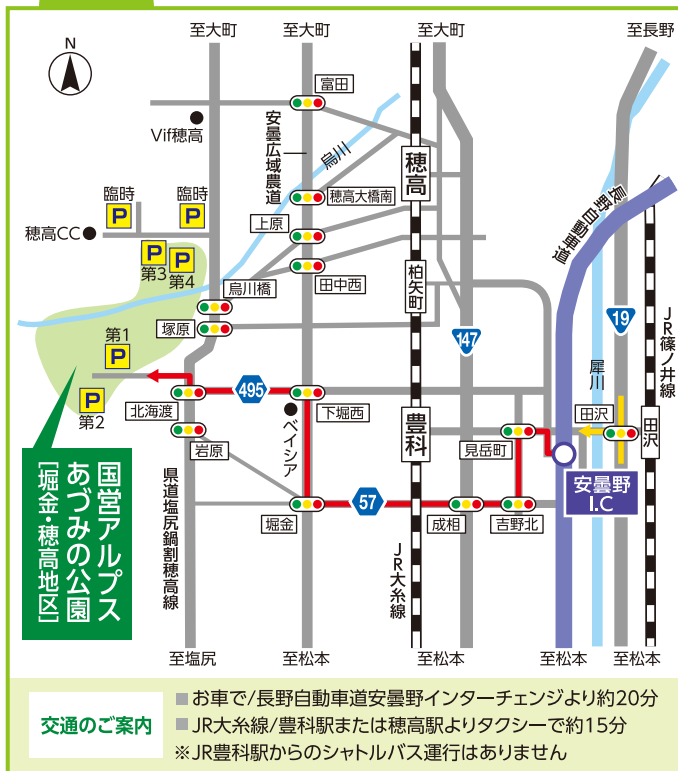 至大町
至大町
至大町
至長野
N
富田
Vif穂高
安曇広域農道
烏川
穂高
穂高大橋南
臨時
P
臨時
P
上原
穂高CC
P
第3
P
第4
烏川橋
田中西
柏矢町
長野自動車道
塚原
147
19
JR篠ノ井線
第1
P
P
第2
495
北海渡
下堀西
ベイシア
豊科
犀川
田沢
田沢
岩原
見岳町
安曇野
I.C
国営アルプス
あづみの公園
[堀金・穂高地区]
県道塩尻鍋割穂高線
堀金
57
成相
吉野北
JR大糸線
至塩尻
至松本
至松本
至松本
至松本
交通のご案内
■お車で/長野自動車道安曇野インターチェンジより約20分
■JR大糸線/豊科駅または穂高駅よりタクシーで約15分
※JR豊科駅からのシャトルバス運行はありません